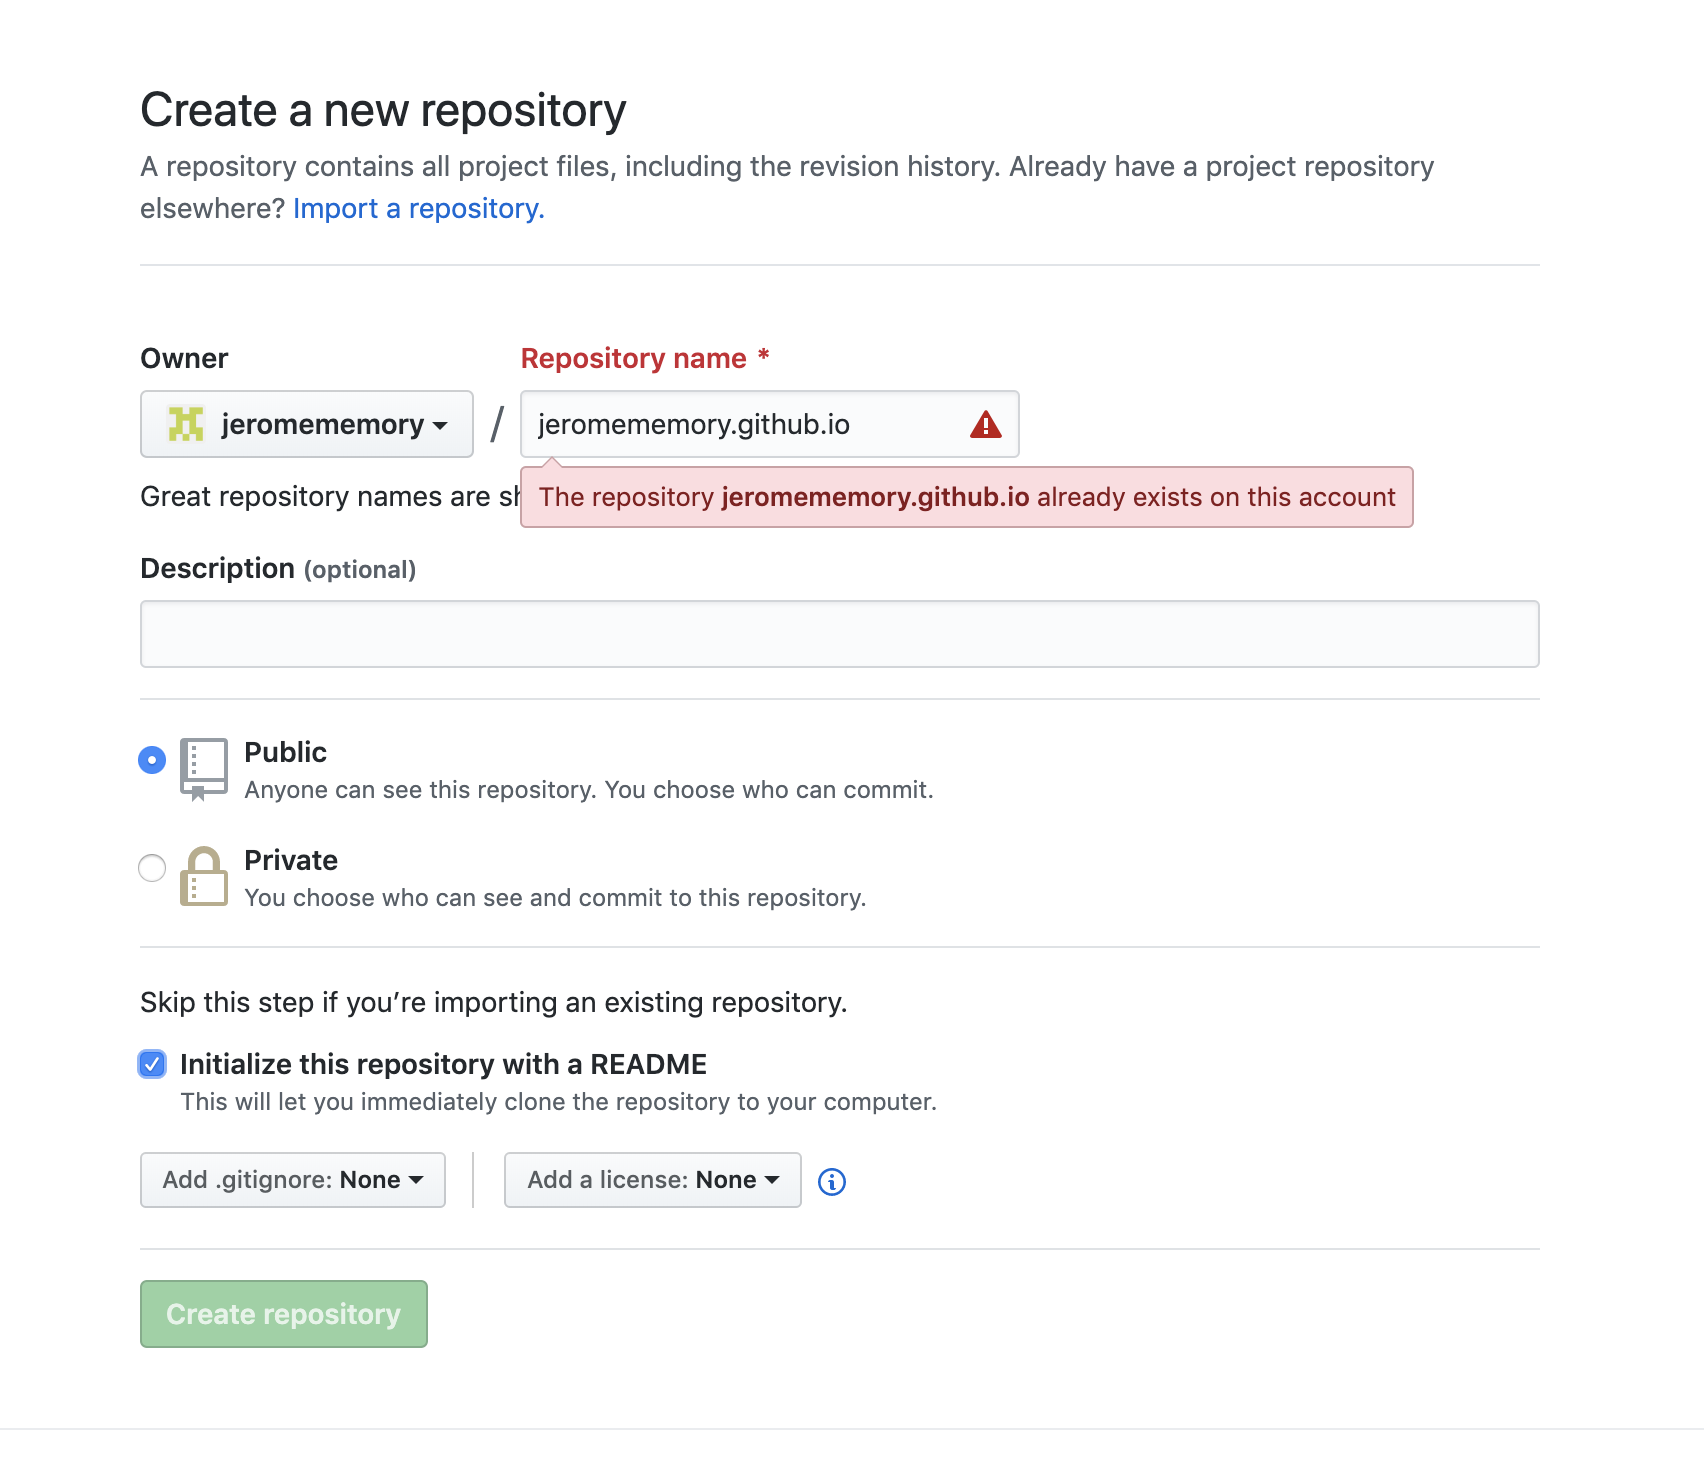 Create a new repository
A repository contains all project files, including the revision history. Already have a project repository
elsewhere? Import a repository.
Owner
Repository name *
jeromememory
/
jeromememory.github.io
Great repository names are sh
The repository jeromememory.github.io already exists on this account
Description (optional)
Public
Anyone can see this repository. You choose who can commit.
Private
You choose who can see and commit to this repository.
Skip this step if you’re importing an existing repository.
Initialize this repository with a README
This will let you immediately clone the repository to your computer.
Add .gitignore: None
Add a license: None
Create repository